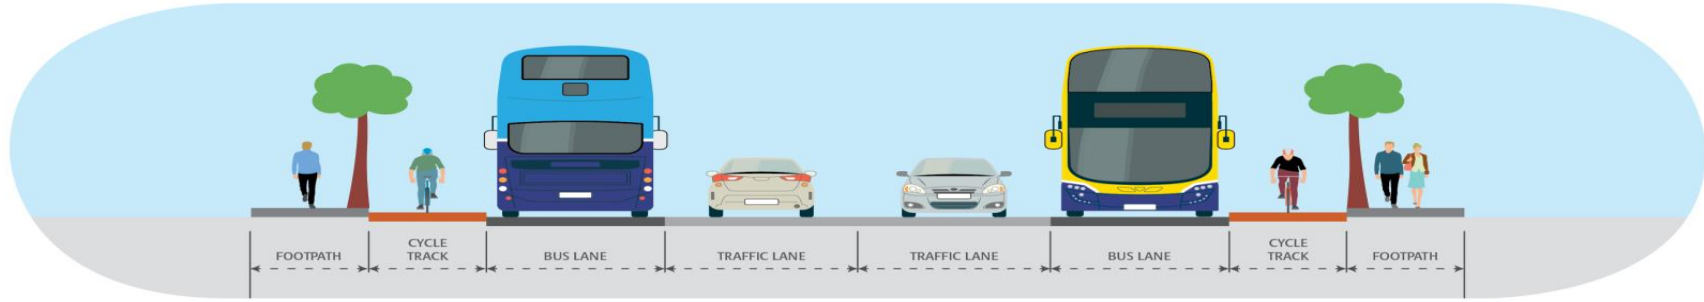 FOOTPATH
CYCLE
TRACK
BUS LANE
TRAFFIC LANE
TRAFFIC LANE
BUS LANE
CYCLE
TRACK
FOOTPATH